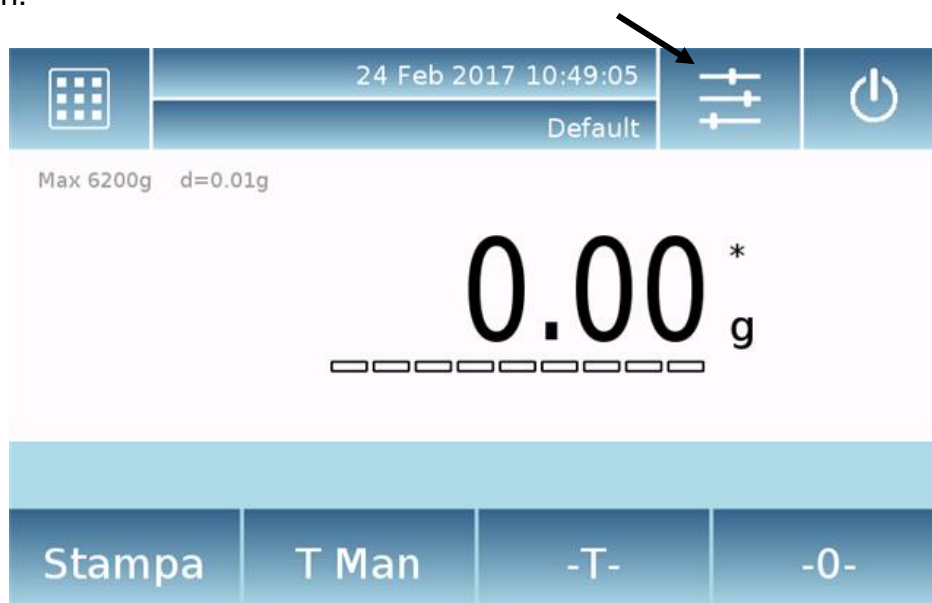 n.
24 Feb 2017 10:49:05
Default
Max 6200g d=0.01g
0.00 *
g
Stampa T Man -T- -0-